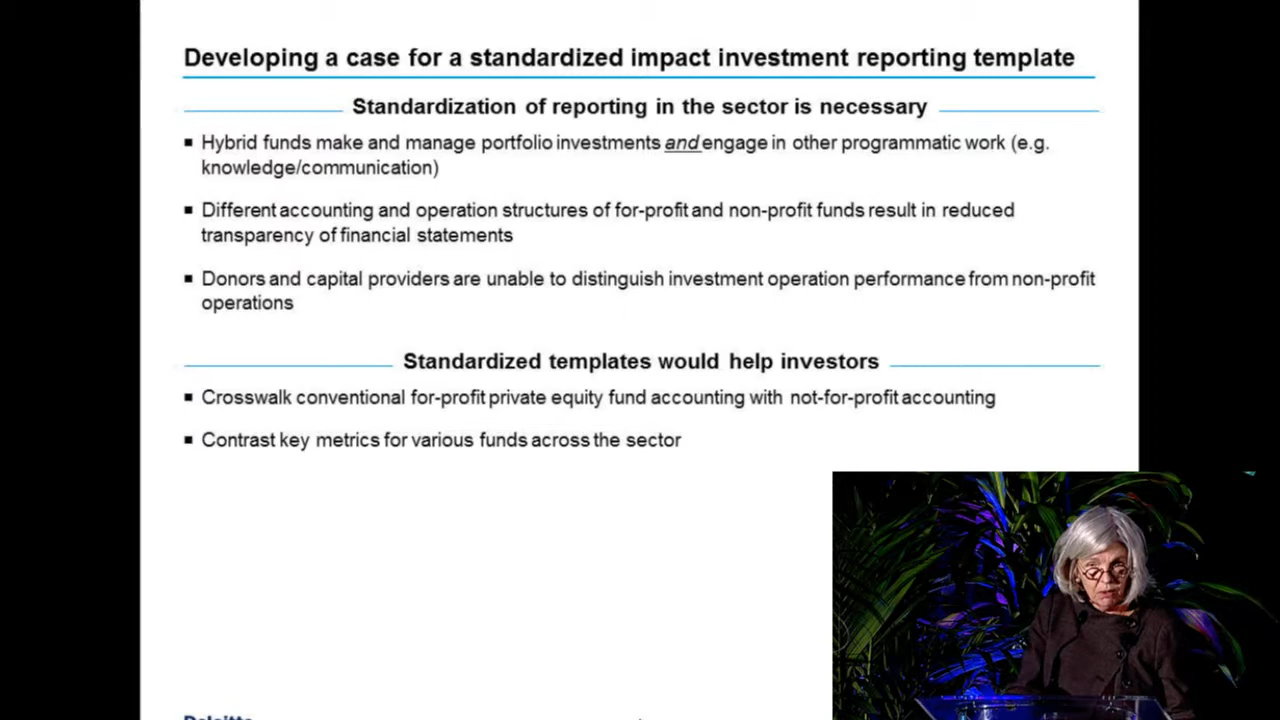 Developing a case for a standardized impact investment reporting template
Standardization of reporting in the sector is necessary
▪ Hybrid funds make and manage portfolio investments and engage in other programmatic work (e.g.
knowledge/communication)
▪ Different accounting and operation structures of for-profit and non-profit funds result in reduced
transparency of financial statements
▪ Donors and capital providers are unable to distinguish investment operation performance from non-profit
operations
Standardized templates would help investors
▪ Crosswalk conventional for-profit private equity fund accounting with not-for-profit accounting
▪ Contrast key metrics for various funds across the sector
Deloitte